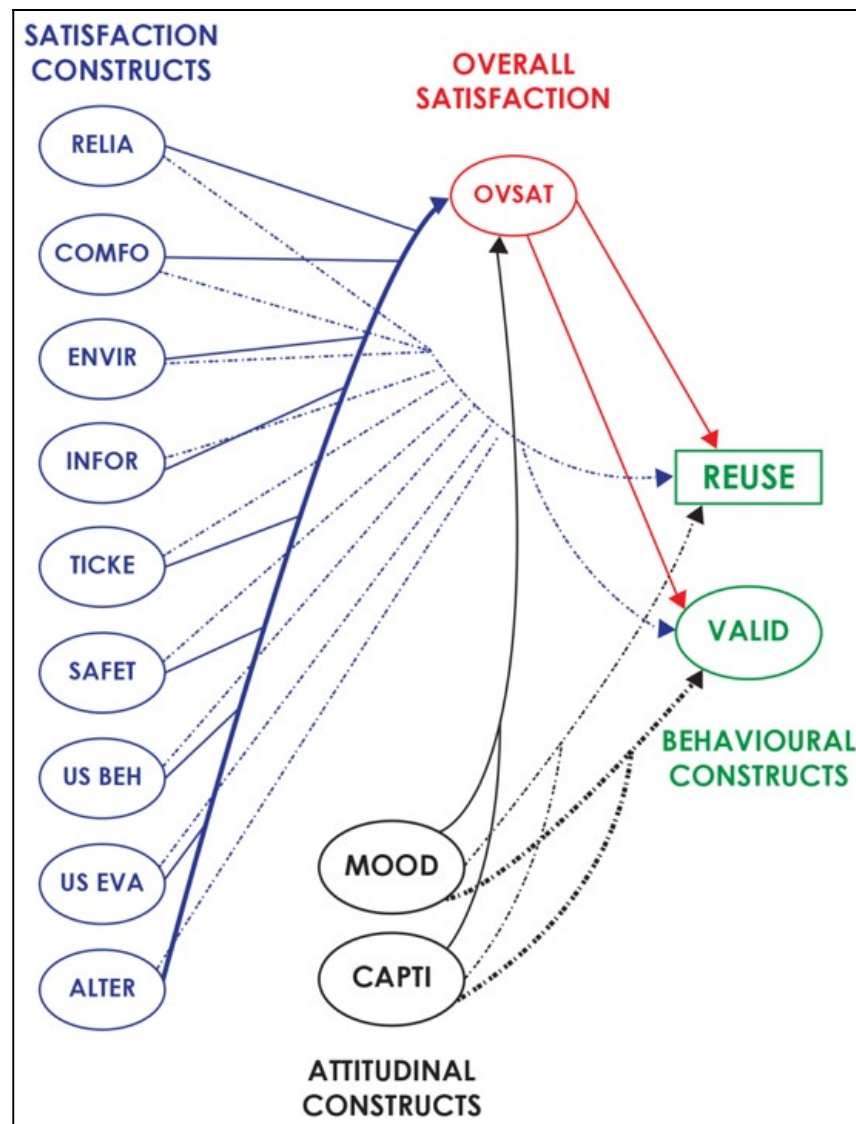 SATISFACTION
CONSTRUCTS
RELIA
COMFO
ENVIR
INFOR
TICKE
SAFET
US BEH
US EVA
ALTER
OVERALL
SATISFACTION
OVSAT
REUSE
VALID
BEHAVIOURAL
CONSTRUCTS
MOOD
CAPTI
ATTITUDINAL
CONSTRUCTS